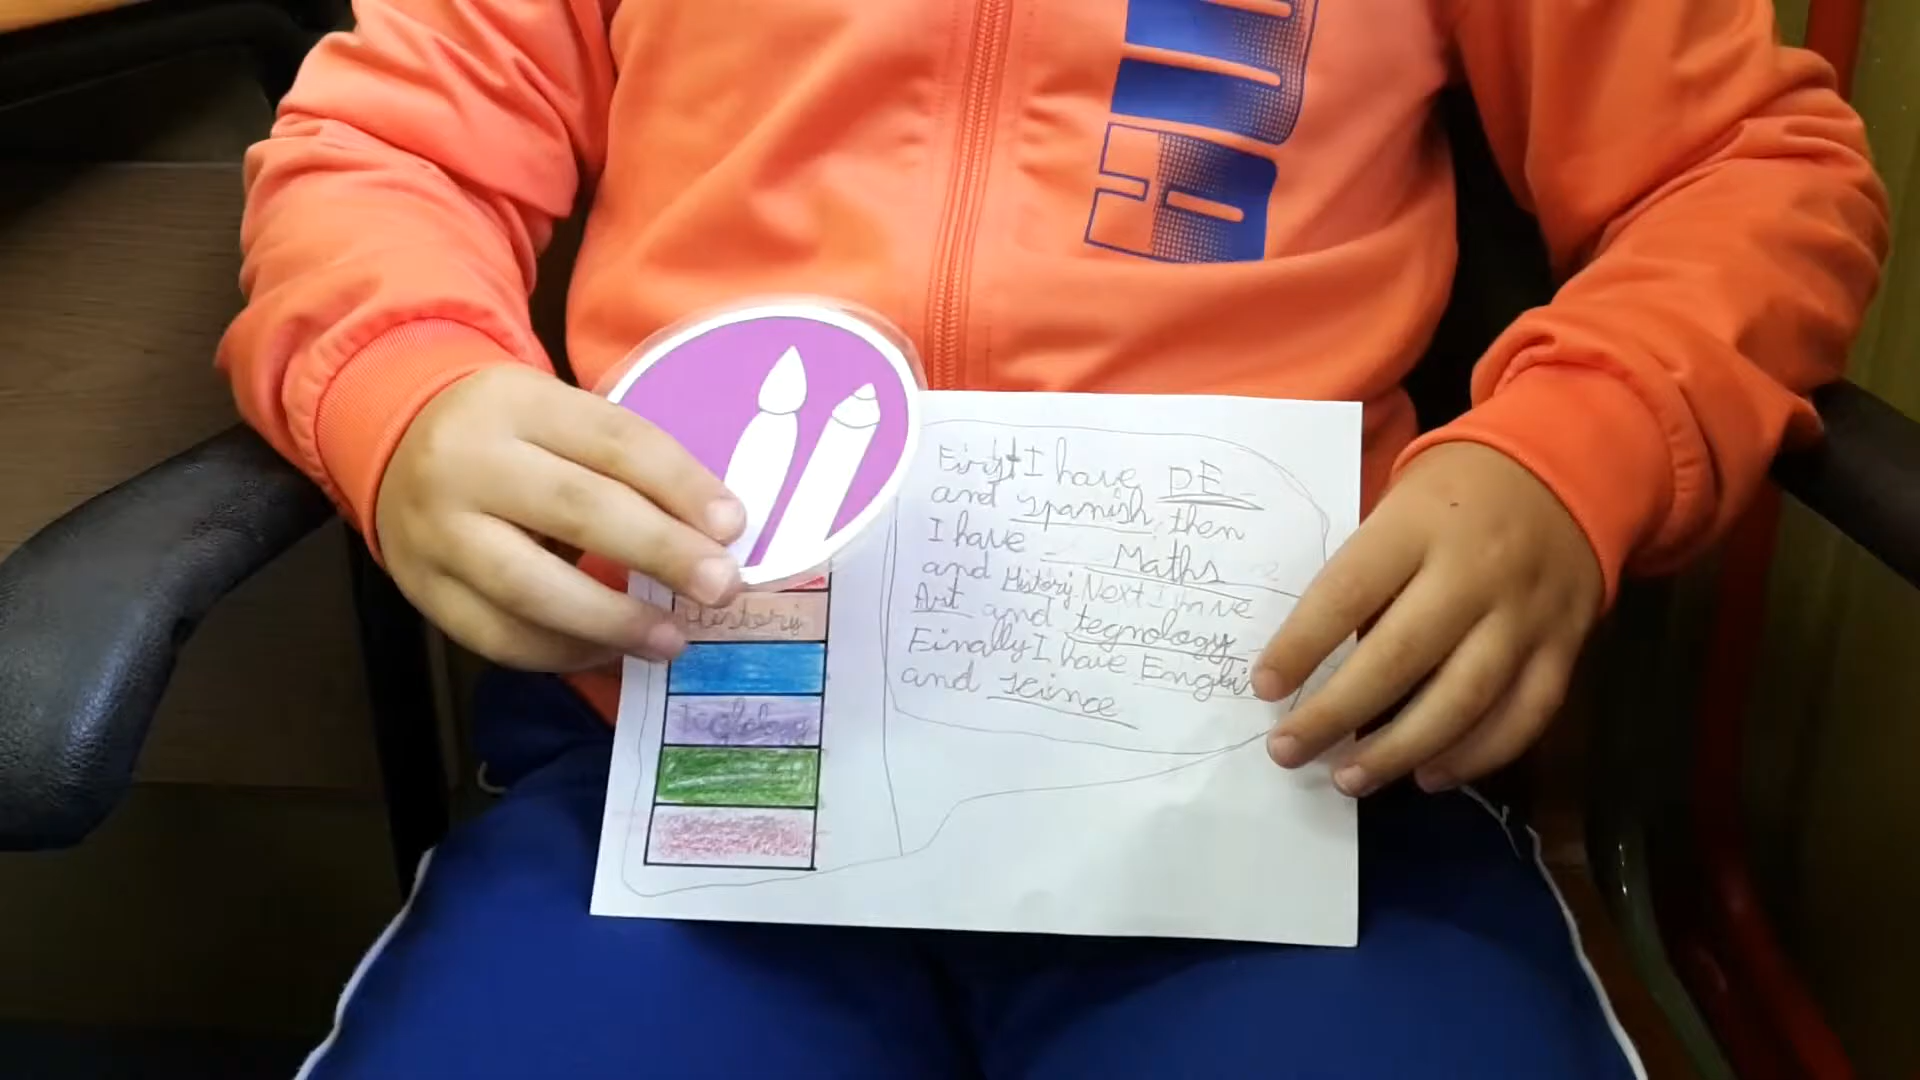 First I have PE
and Spanish, then
I have Maths
and History. Next I have
Art and tegnology
Finally I have
and Scince
History